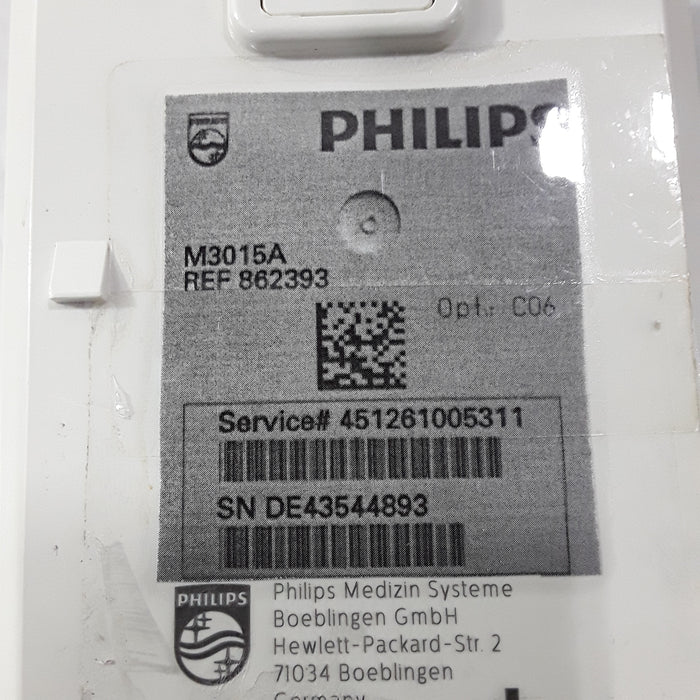 PHILIPS
M3015A
REF 862393
Opt: C06
Service# 451261005311
SN DE43544893
PHILIPS
Philips Medizin Systeme
Boeblingen GmbH
Hewlett-Packard-Str. 2
71034 Boeblingen
Germany